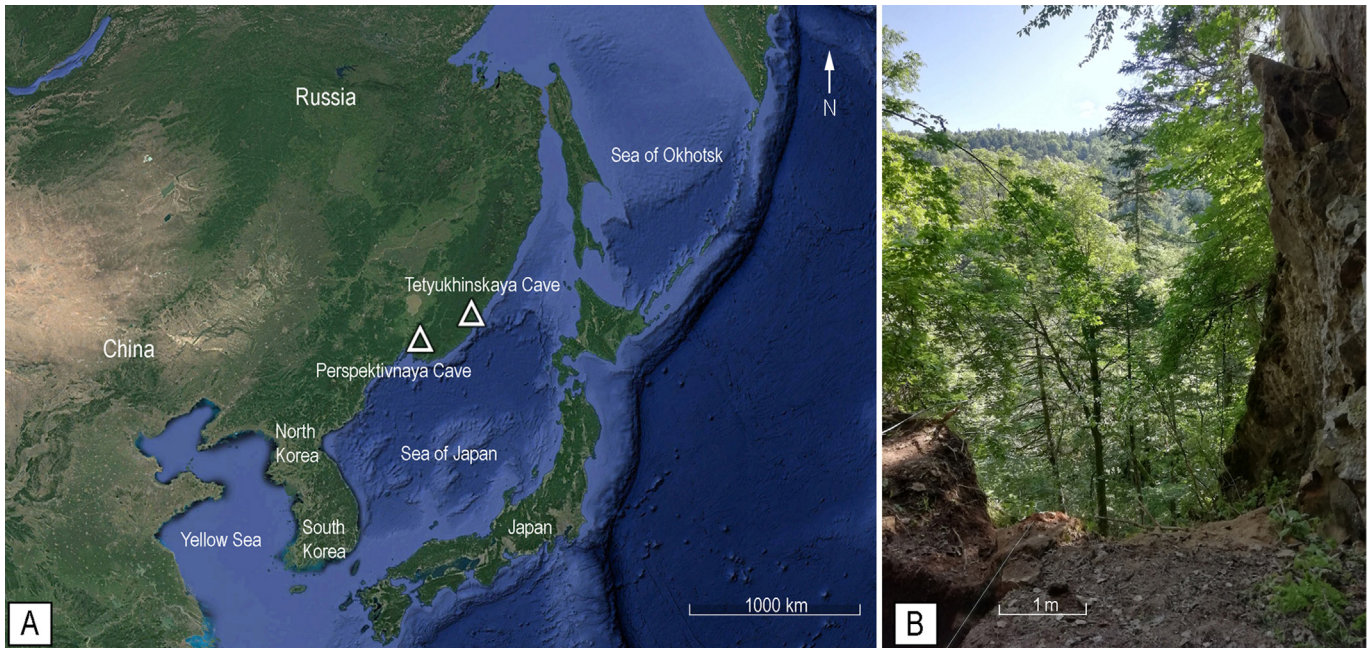 Russia
N
Sea of Okhotsk
Tetyukhinskaya Cave
China
Perspektivnaya Cave
North
Korea
Sea of Japan
South
Korea
Japan
Yellow Sea
1000 km
A
1 m
B